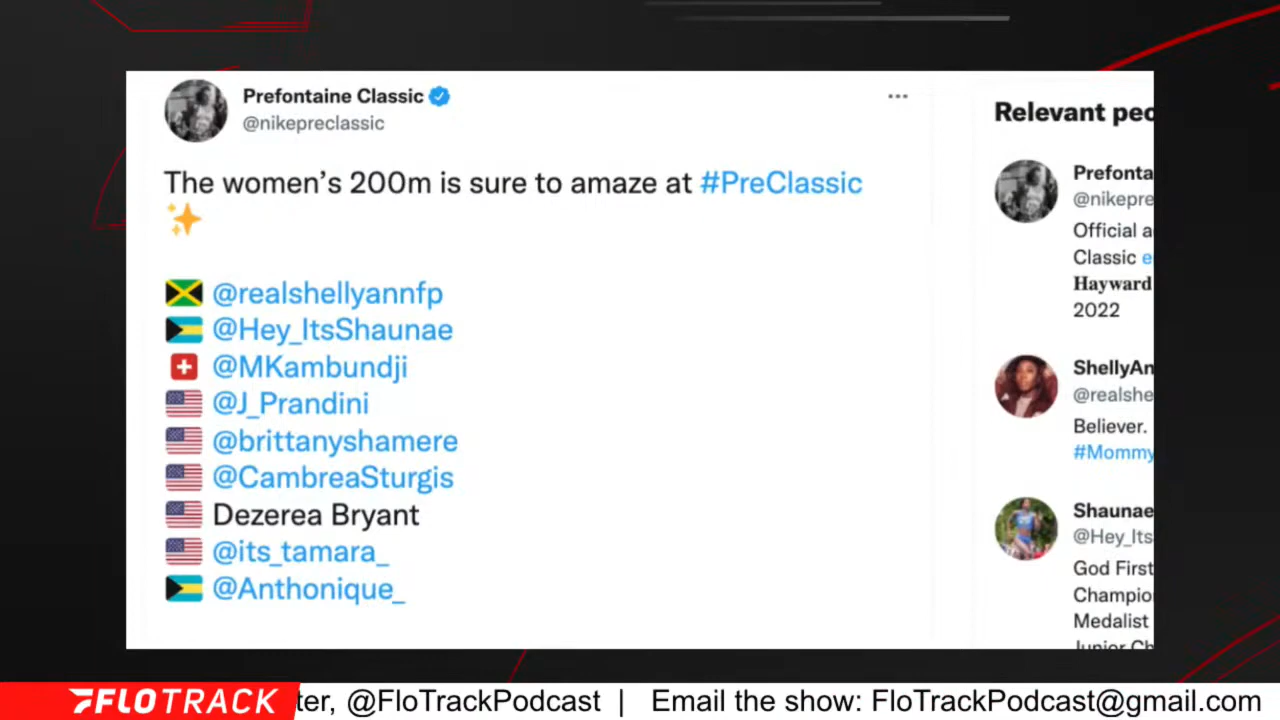 Prefontaine Classic
@nikepreclassic
The women's 200m is sure to amaze at #PreClassic
@realshellyannfp
@Hey_ItsShaunae
@MKambundji
@J_Prandini
@brittanyshamere
@CambreaSturgis
Dezerea Bryant
@its_tamara_
@Anthonique_
Relevant peo
Prefonta
@nikepre
Official a
Classic e
Hayward
2022
ShellyAn
@realshe
Believer.
#Mommy
Shaunae
@Hey_Its
God First
Champio
Medalist
Junior Ch
FLOTRACK
ter, @FloTrackPodcast | Email the show: FloTrackPodcast@gmail.com